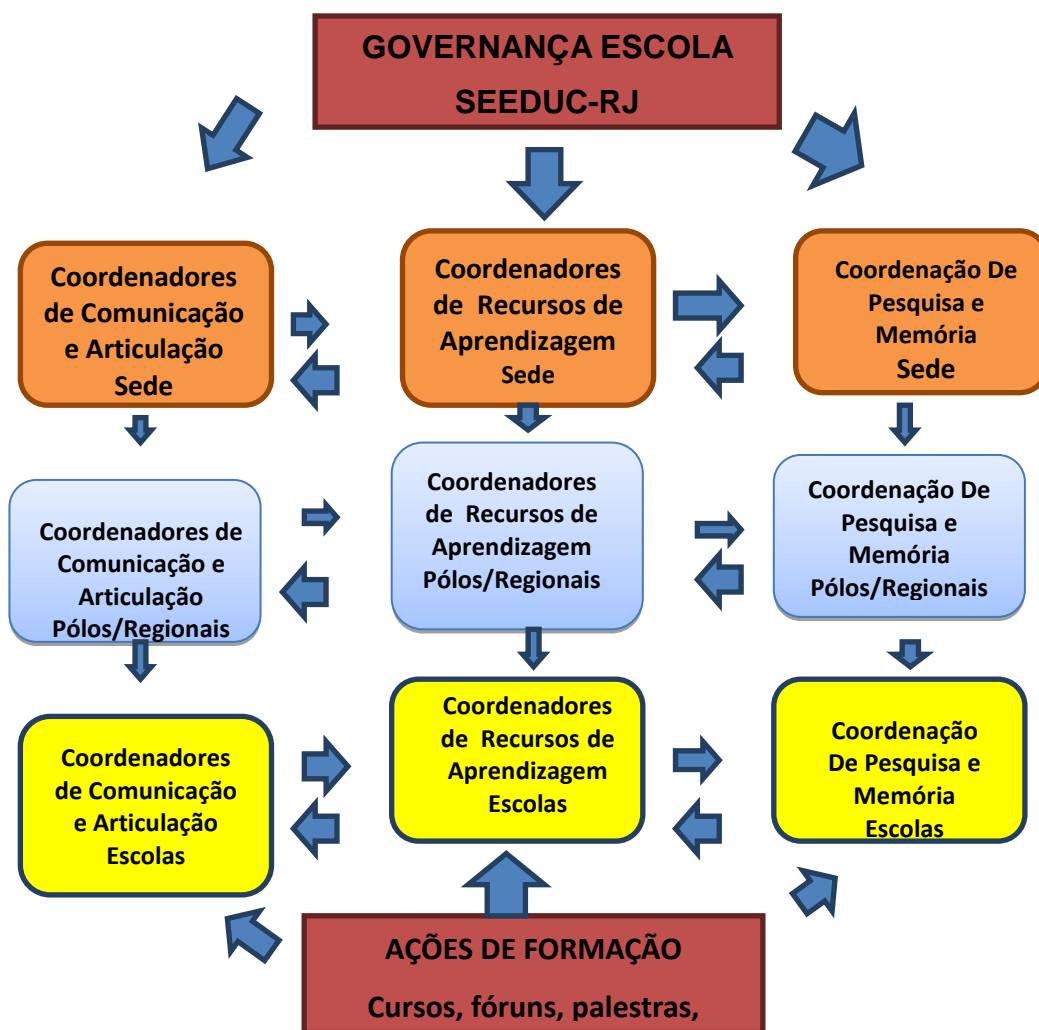 GOVERNANÇA ESCOLA
SEEDUC-RJ
Coordenadores
de Comunicação
e Articulação
Sede
Coordenadores
de Recursos de
Aprendizagem
Sede
Coordenação De
Pesquisa e
Memória
Sede
Coordenadores de
Comunicação e
Articulação
Pólos/Regionais
Coordenadores
de Recursos de
Aprendizagem
Pólos/Regionais
Coordenação De
Pesquisa e
Memória
Pólos/Regionais
Coordenadores
de Comunicação
e Articulação
Escolas
Coordenadores
de Recursos de
Aprendizagem
Escolas
Coordenação
De Pesquisa e
Memória
Escolas
AÇÕES DE FORMAÇÃO
Cursos, fóruns, palestras,